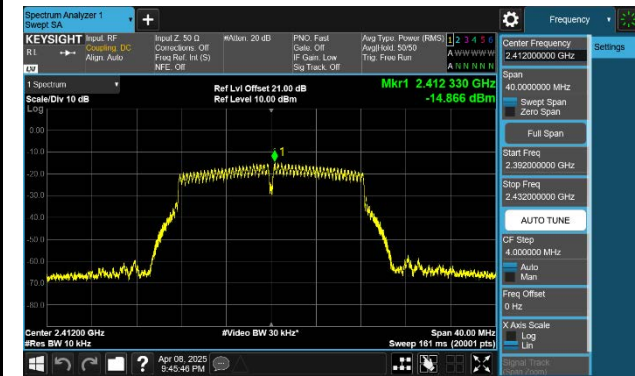 Spectrum Analyzer 1
Swept SA
+
Frequency
KEYSIGHT
Input: RF
Coupling: DC
Align: Auto
R L
Input Z: 50 Ω
Corrections: Off
Freq Ref: Int (S)
NFE: Off
#Atten: 20 dB
PNO: Fast
Gate: Off
IF Gain: Low
Sig Track: Off
Avg Type: Power (RMS)
Avg|Hold: 50/50
Trig: Free Run
1 2 3 4 5 6
A W W W W W
A N N N N N
1 Spectrum
Scale/Div 10 dB
Log
Ref Lvl Offset 21.00 dB
Ref Level 10.00 dBm
Mkr1 2.412 330 GHz
-14.866 dBm
1
0.00
-10.0
-20.0
-30.0
-40.0
-50.0
-60.0
-70.0
-80.0
Center 2.41200 GHz
#Res BW 10 kHz
#Video BW 30 kHz*
Span 40.00 MHz
Sweep 161 ms (20001 pts)
Center Frequency
2.412000000 GHz
Settings
Span
40.0000000 MHz
Swept Span
Zero Span
Full Span
Start Freq
2.392000000 GHz
Stop Freq
2.432000000 GHz
AUTO TUNE
CF Step
4.000000 MHz
Auto
Man
Freq Offset
0 Hz
X Axis Scale
Log
Lin
Signal Track
(Span Zoom)
?
Apr 08, 2025
9:45:46 PM